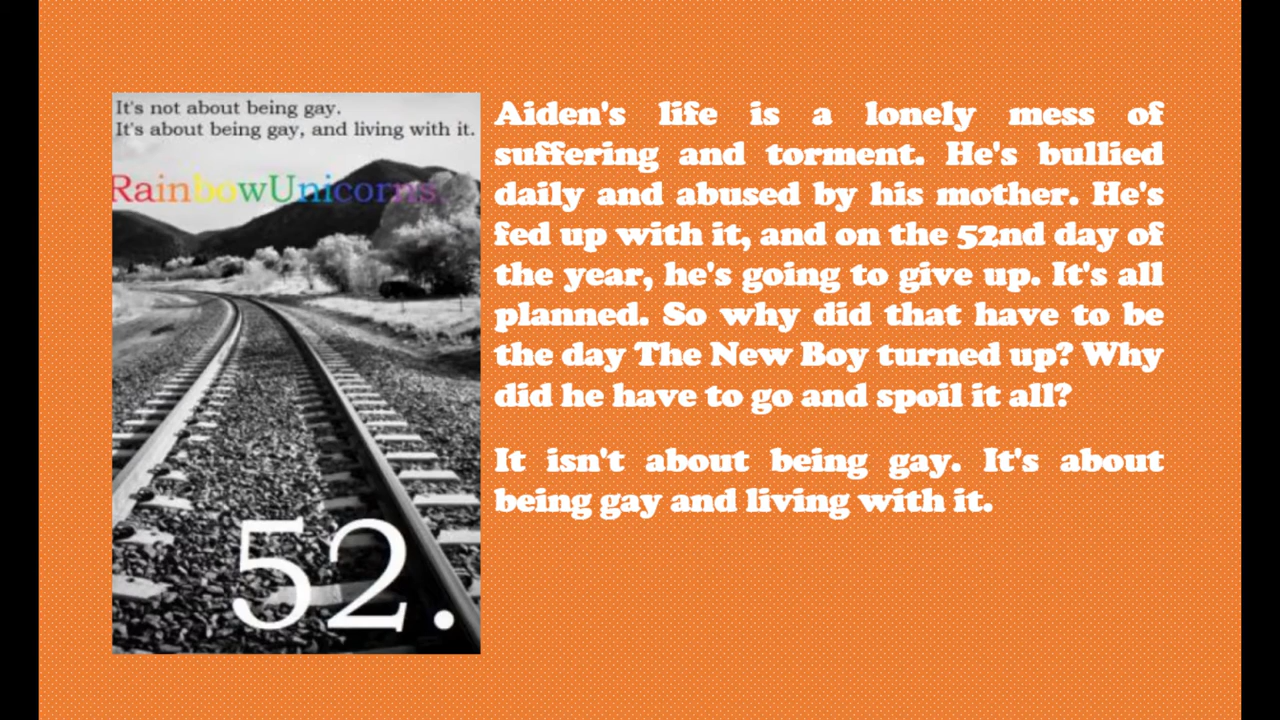 It's not about being gay.
It's about being gay, and living with it.
RainbowUnicorns
52.
Aiden's life is a lonely mess of
suffering and torment. He's bullied
daily and abused by his mother. He's
fed up with it, and on the 52nd day of
the year, he's going to give up. It's all
planned. So why did that have to be
the day The New Boy turned up? Why
did he have to go and spoil it all?
It isn't about being gay. It's about
being gay and living with it.